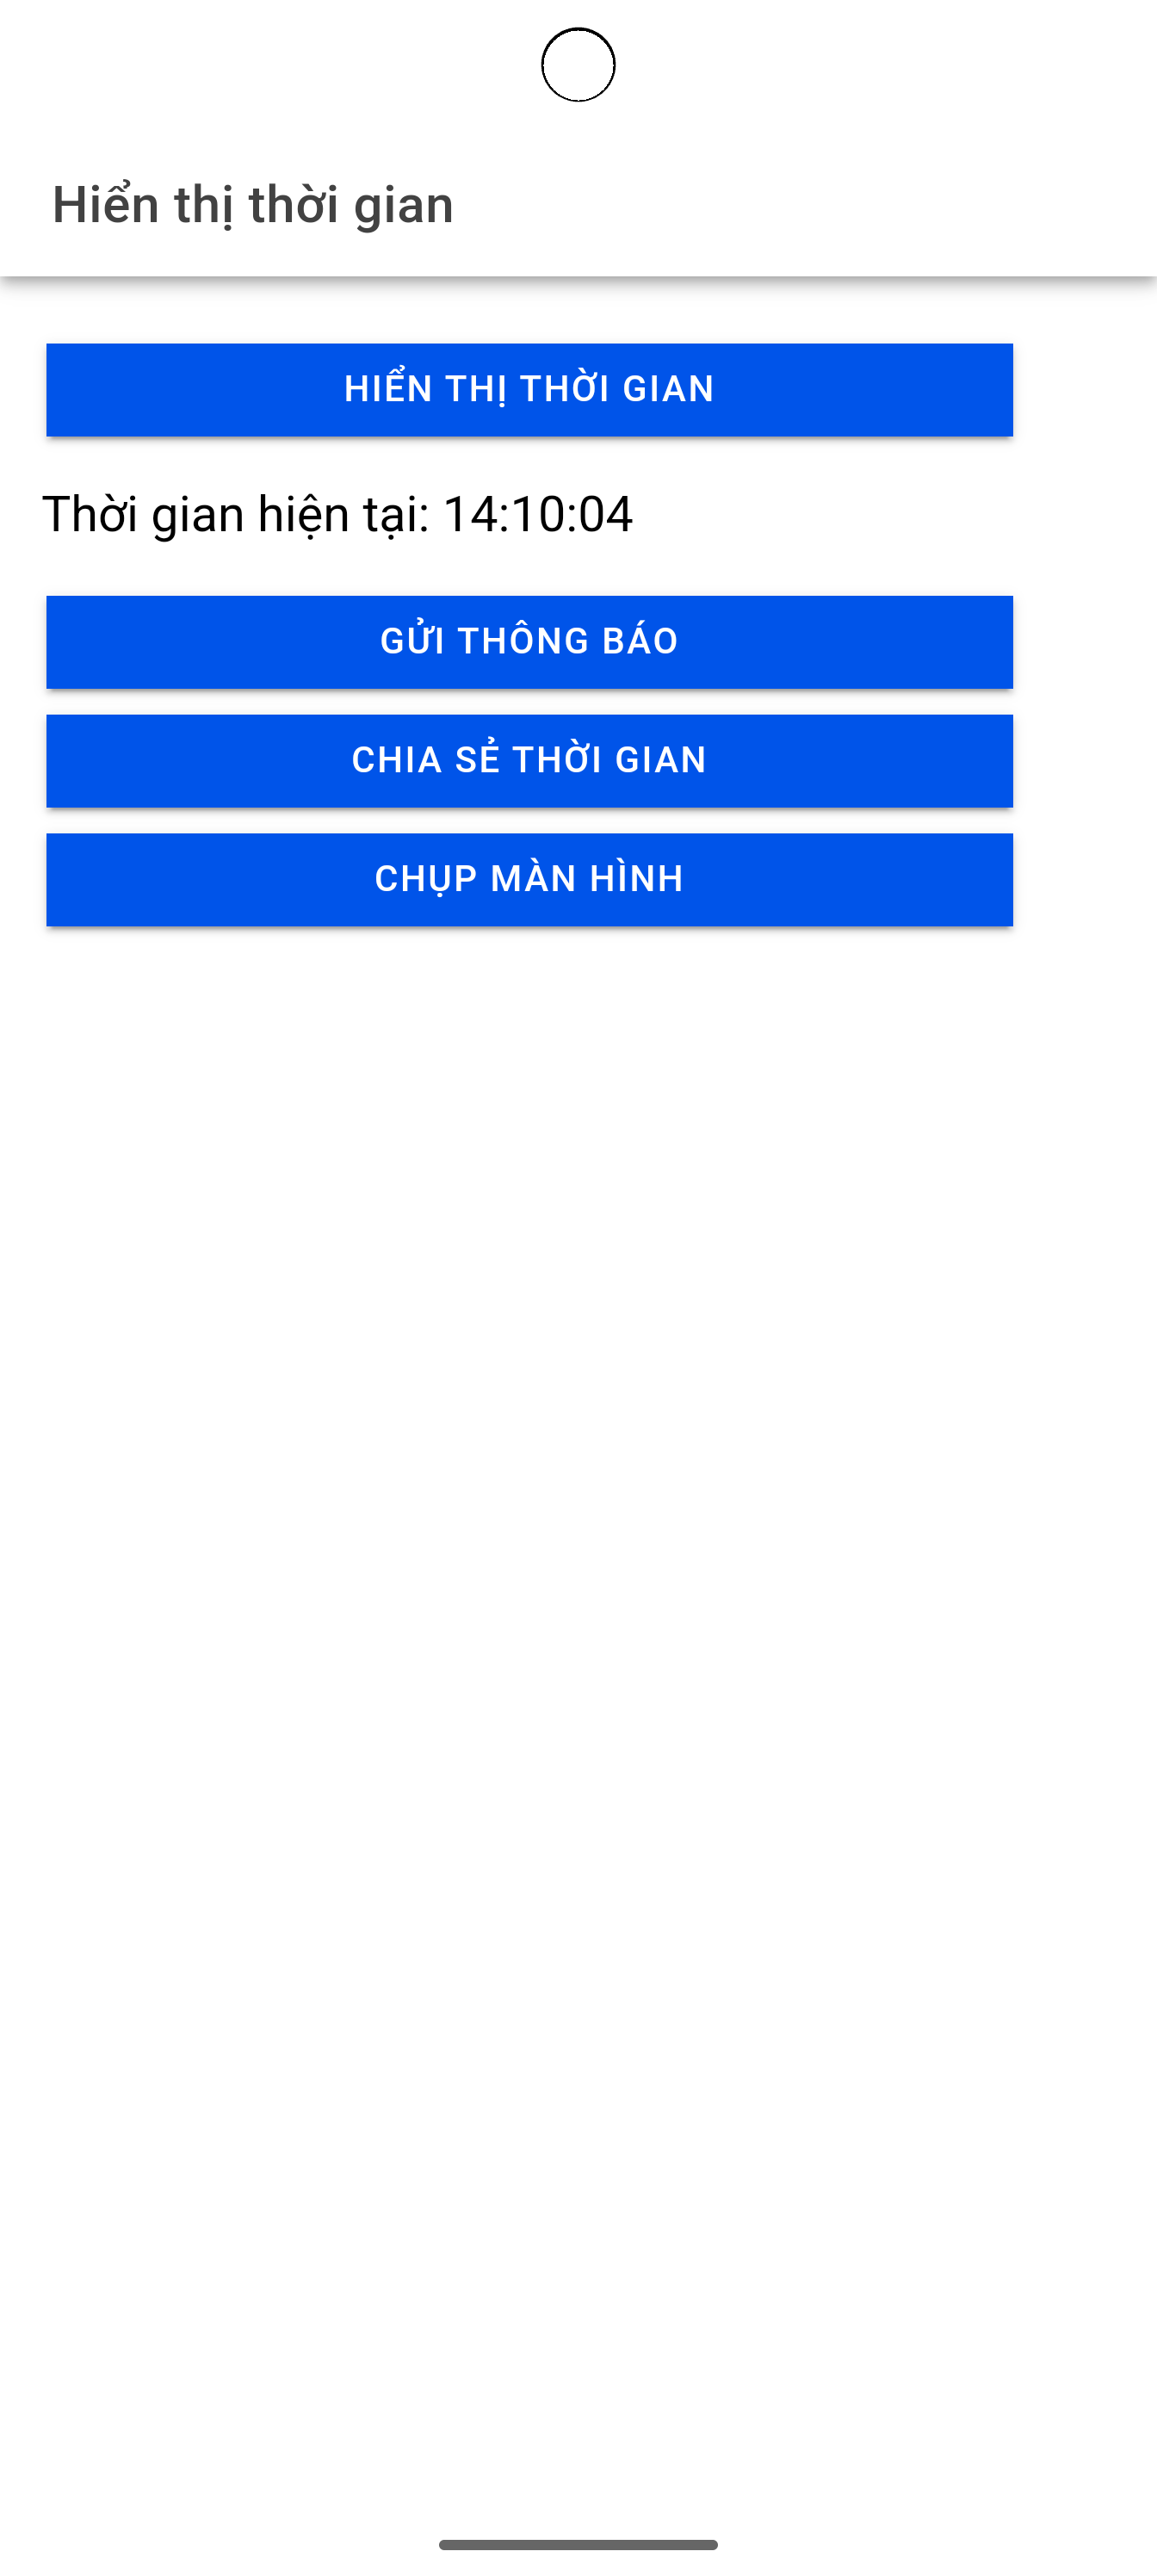 Hiển thị thời gian
HIỂN THỊ THỜI GIAN
Thời gian hiện tại: 14:10:04
GỬI THÔNG BÁO
CHIA SẺ THỜI GIAN
CHỤP MÀN HÌNH